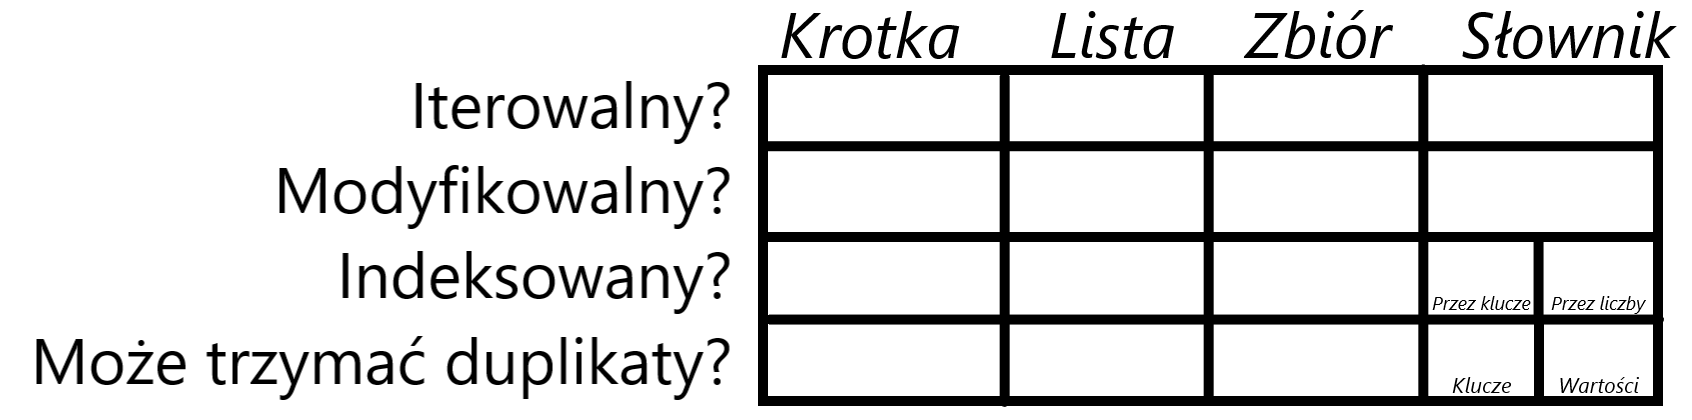 Krotka Lista Zbiór Słownik
Iterowalny?
Modyfikowalny?
Indeksowany?
Przez klucze Przez liczby
Może trzymać duplikaty?
Klucze Wartości